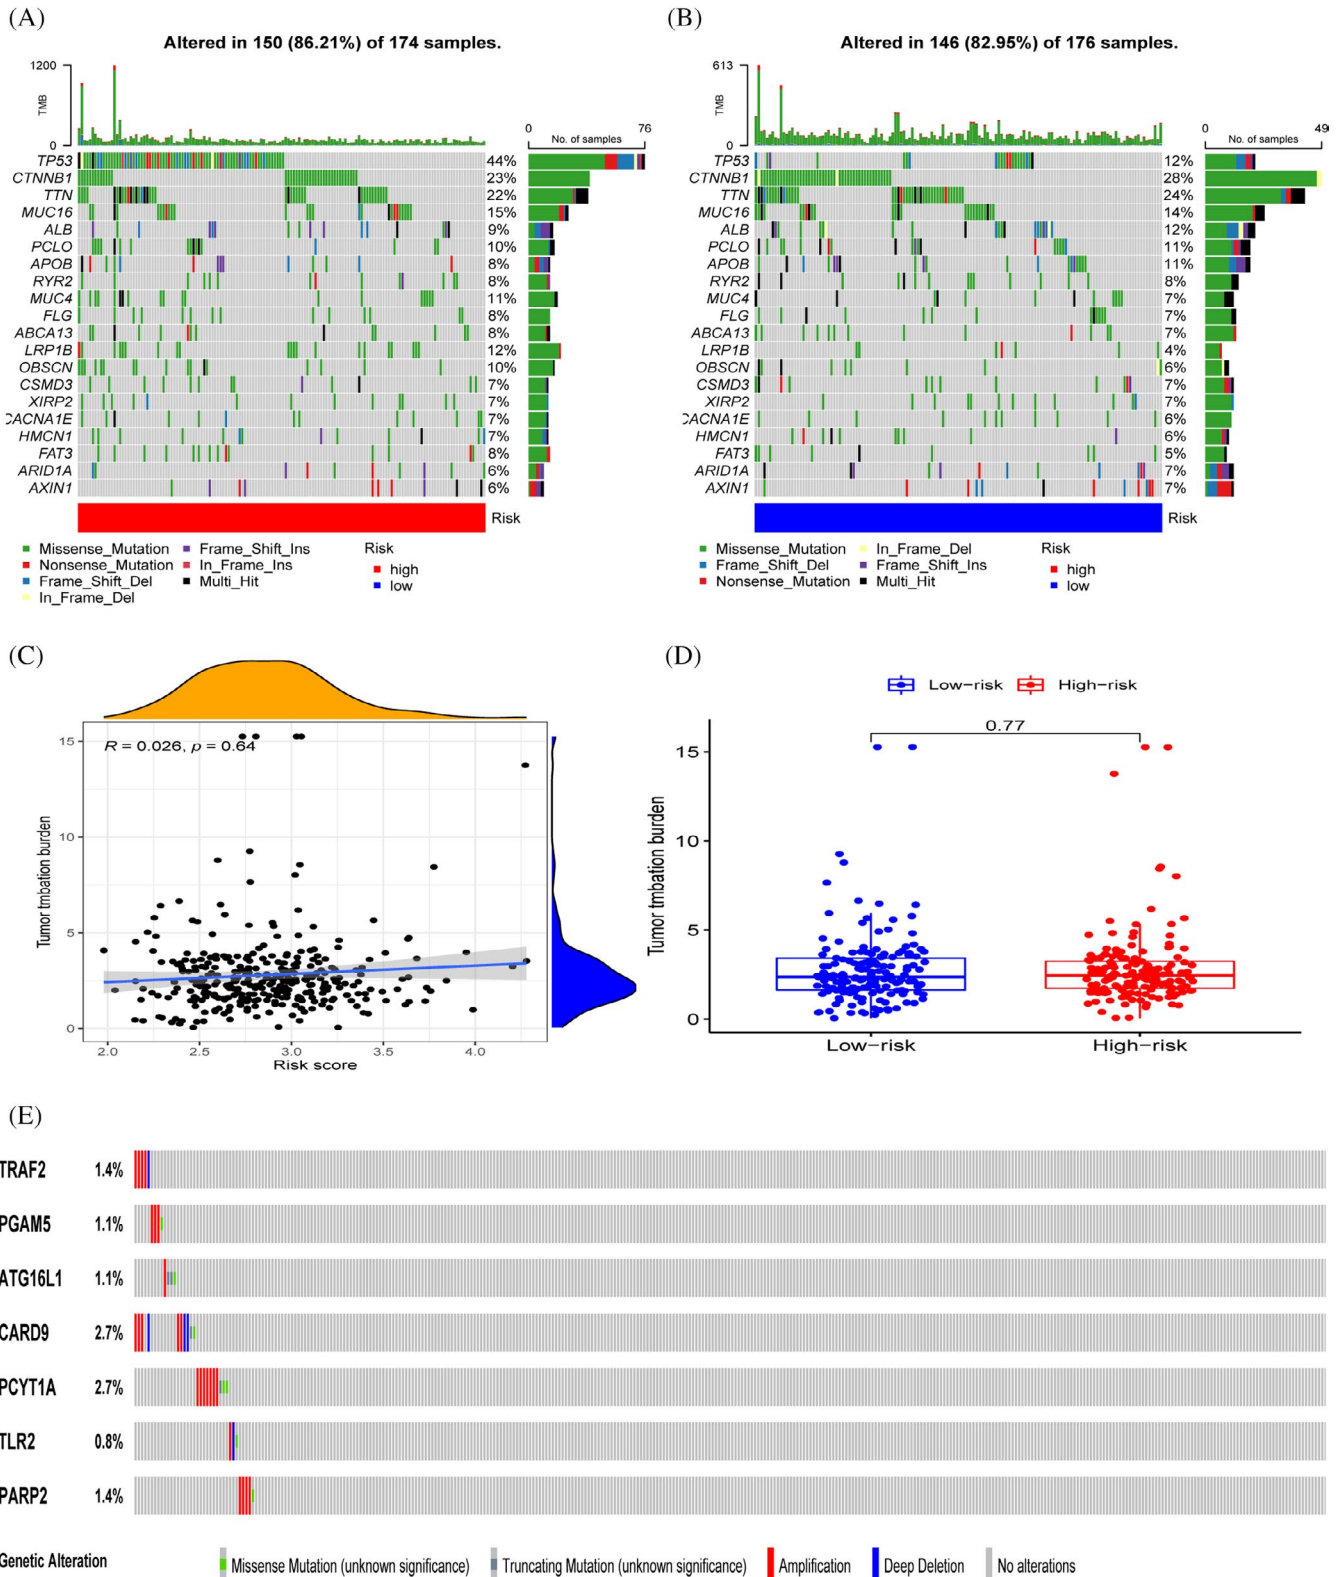 (A)
Altered in 150 (86.21%) of 174 samples.
1200
TMB
0
0 76
No. of samples
TP53 44%
CTNNB1 23%
TTN 22%
MUC16 15%
ALB 9%
PCLO 10%
APOB 8%
RYR2 8%
MUC4 11%
FLG 8%
ABCA13 8%
LRP1B 12%
OBSCN 10%
CSMD3 7%
XIRP2 7%
CACNA1E 7%
HMCN1 7%
FAT3 8%
ARID1A 6%
AXIN1 6%
Risk
Missense_Mutation Frame_Shift_Ins Risk
Nonsense_Mutation In_Frame_Ins high
Frame_Shift_Del Multi_Hit low
In_Frame_Del
(B)
Altered in 146 (82.95%) of 176 samples.
613
TMB
0
0 49
No. of samples
TP53 12%
CTNNB1 28%
TTN 24%
MUC16 14%
ALB 12%
PCLO 11%
APOB 11%
RYR2 8%
MUC4 7%
FLG 7%
ABCA13 7%
LRP1B 4%
OBSCN 6%
CSMD3 7%
XIRP2 7%
CACNA1E 6%
HMCN1 6%
FAT3 5%
ARID1A 7%
AXIN1 7%
Risk
Missense_Mutation In_Frame_Del Risk
Frame_Shift_Del Frame_Shift_Ins high
Nonsense_Mutation Multi_Hit low
(C)
R = 0.026, p = 0.64
15
10
5
0
Tumor tmbation burden
2.0 2.5 3.0 3.5 4.0
Risk score
(D)
Low-risk High-risk
0.77
15
10
5
0
Tumor tmbation burden
Low-risk High-risk
(E)
TRAF2 1.4%
PGAM5 1.1%
ATG16L1 1.1%
CARD9 2.7%
PCYT1A 2.7%
TLR2 0.8%
PARP2 1.4%
Genetic Alteration Missense Mutation (unknown significance) Truncating Mutation (unknown significance) Amplification Deep Deletion No alterations